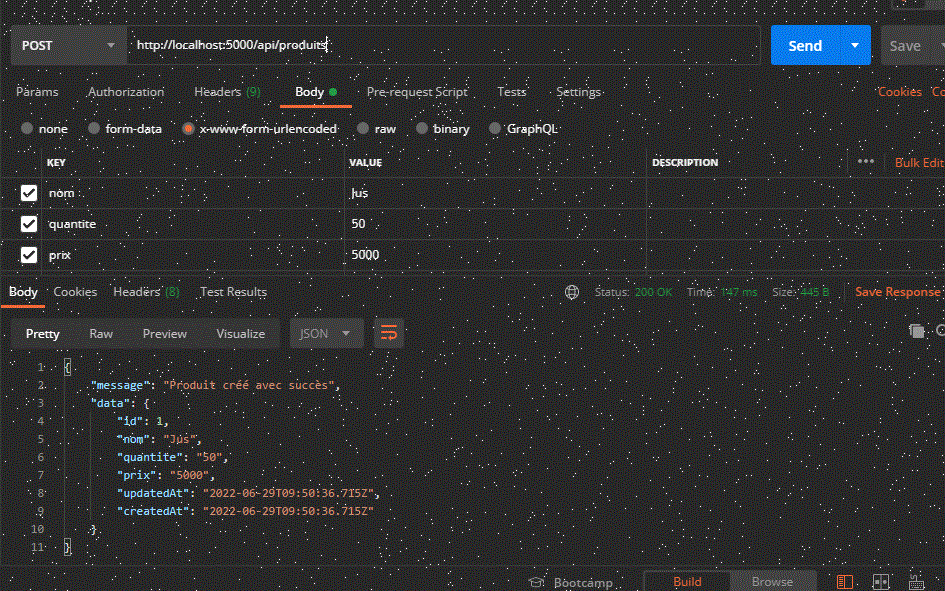 POST http://localhost:5000/api/produits Send Save
Params Authorization Headers (9) Body Pre-request Script Tests Settings Cookies Co
none form-data x-www-form-urlencoded raw binary GraphQL
KEY VALUE DESCRIPTION Bulk Edit
nom Jus
quantite 50
prix 5000
Body Cookies Headers (8) Test Results Status: 200 OK Time: 147 ms Size: 445 B Save Response
Pretty Raw Preview Visualize JSON
1 {
2 "message": "Produit créé avec succès",
3 "data": {
4 "id": 1,
5 "nom": "Jus",
6 "quantite": "50",
7 "prix": "5000",
8 "updatedAt": "2022-06-29T09:50:36.715Z",
9 "createdAt": "2022-06-29T09:50:36.715Z"
10 }
11 }
Bootcamp Build Browse